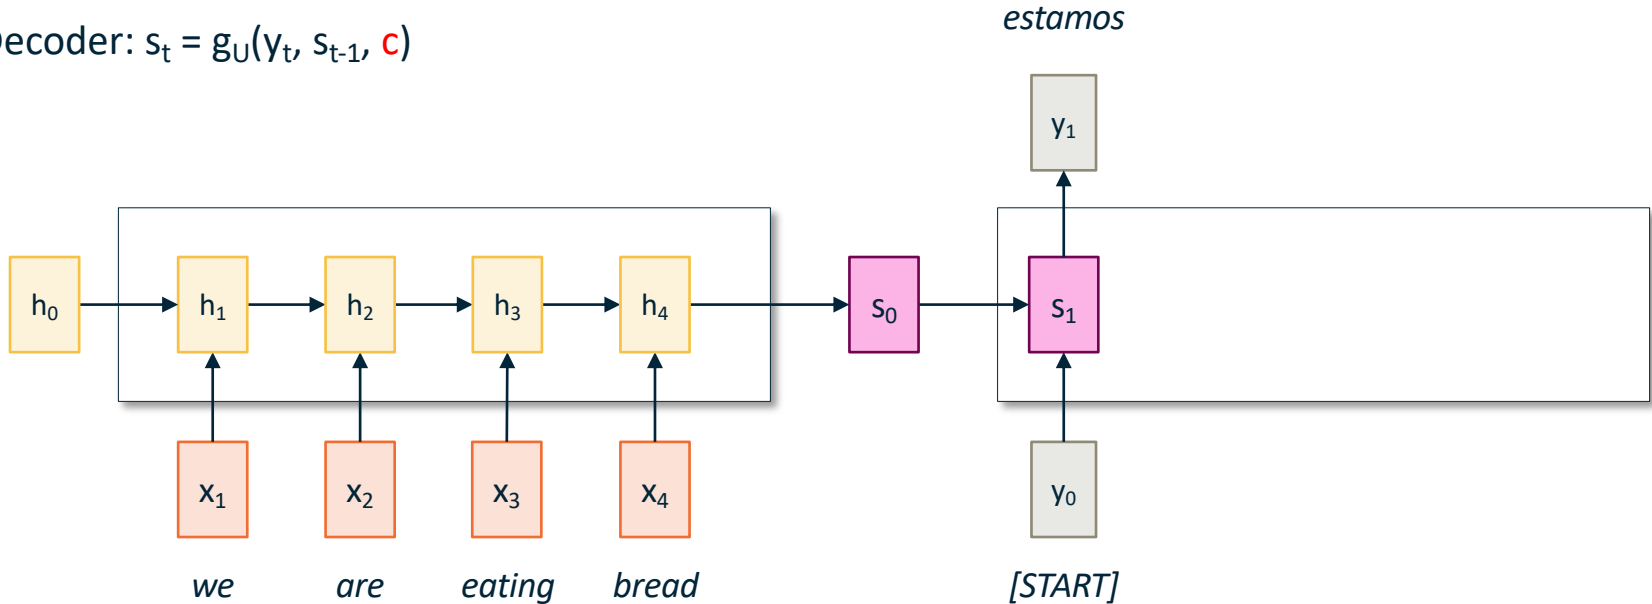 estamos
ecoder: sₜ = g_U(yₜ, sₜ₋₁, c)
y₁
h₀ h₁ h₂ h₃ h₄ s₀ s₁
x₁ x₂ x₃ x₄ y₀
we are eating bread [START]